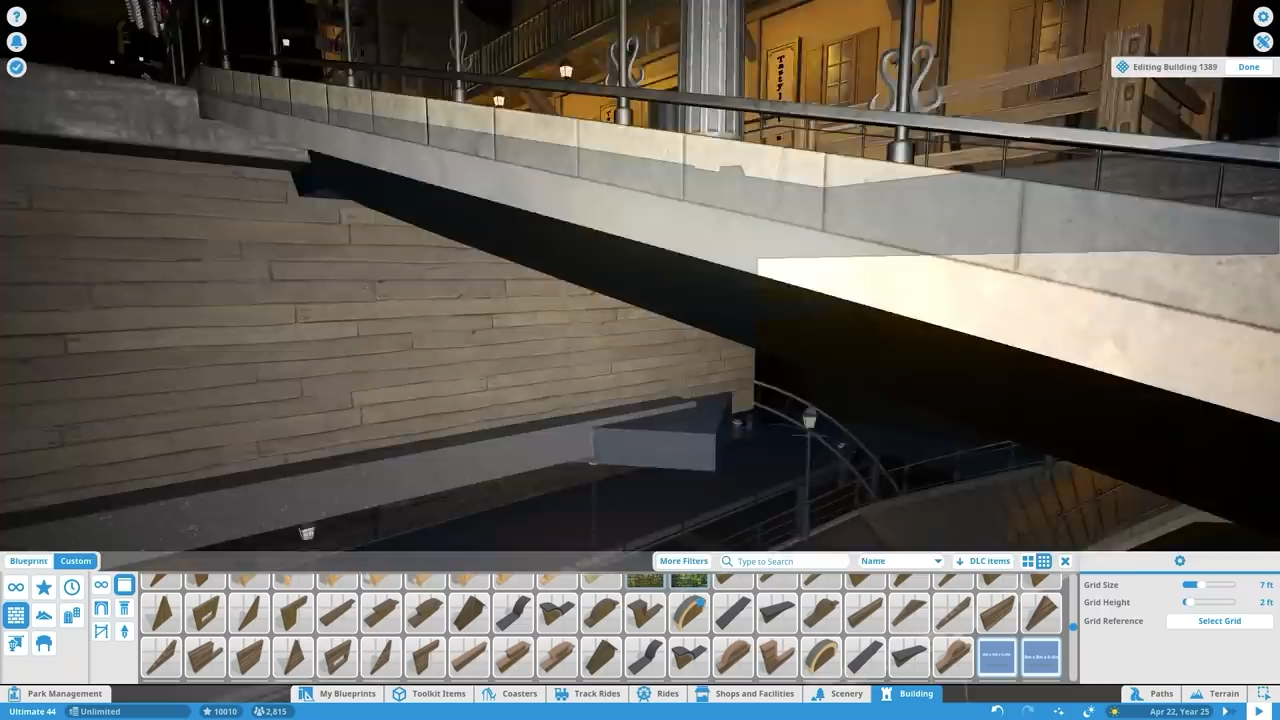 Editing Building 1389 Done
Tasty
Blueprint Custom More Filters Type to Search Name DLC items
Grid Size 7 ft
Grid Height 2 ft
Grid Reference Select Grid
Park Management My Blueprints Toolkit Items Coasters Track Rides Rides Shops and Facilities Scenery Building Paths Terrain
Ultimate 44 Unlimited 10010 2,815 Apr 22, Year 25